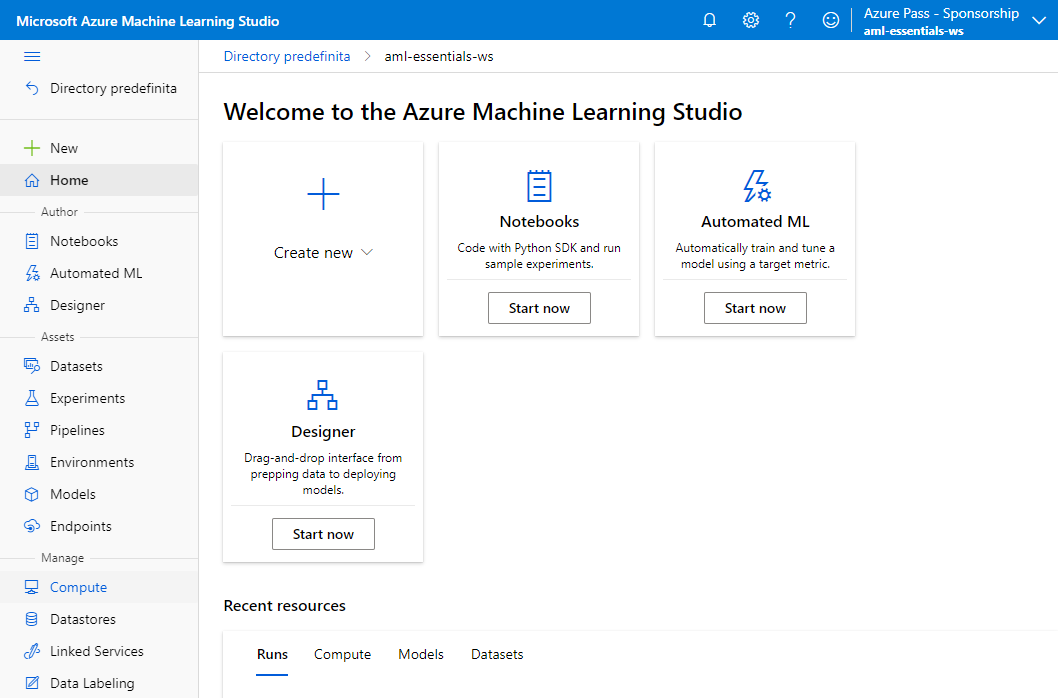 Microsoft Azure Machine Learning Studio
Azure Pass - Sponsorship
aml-essentials-ws
Directory predefinita
New
Home
Author
Notebooks
Automated ML
Designer
Assets
Datasets
Experiments
Pipelines
Environments
Models
Endpoints
Manage
Compute
Datastores
Linked Services
Data Labeling
Directory predefinita > aml-essentials-ws
Welcome to the Azure Machine Learning Studio
Create new
Notebooks
Code with Python SDK and run
sample experiments.
Start now
Automated ML
Automatically train and tune a
model using a target metric.
Start now
Designer
Drag-and-drop interface from
prepping data to deploying
models.
Start now
Recent resources
Runs Compute Models Datasets